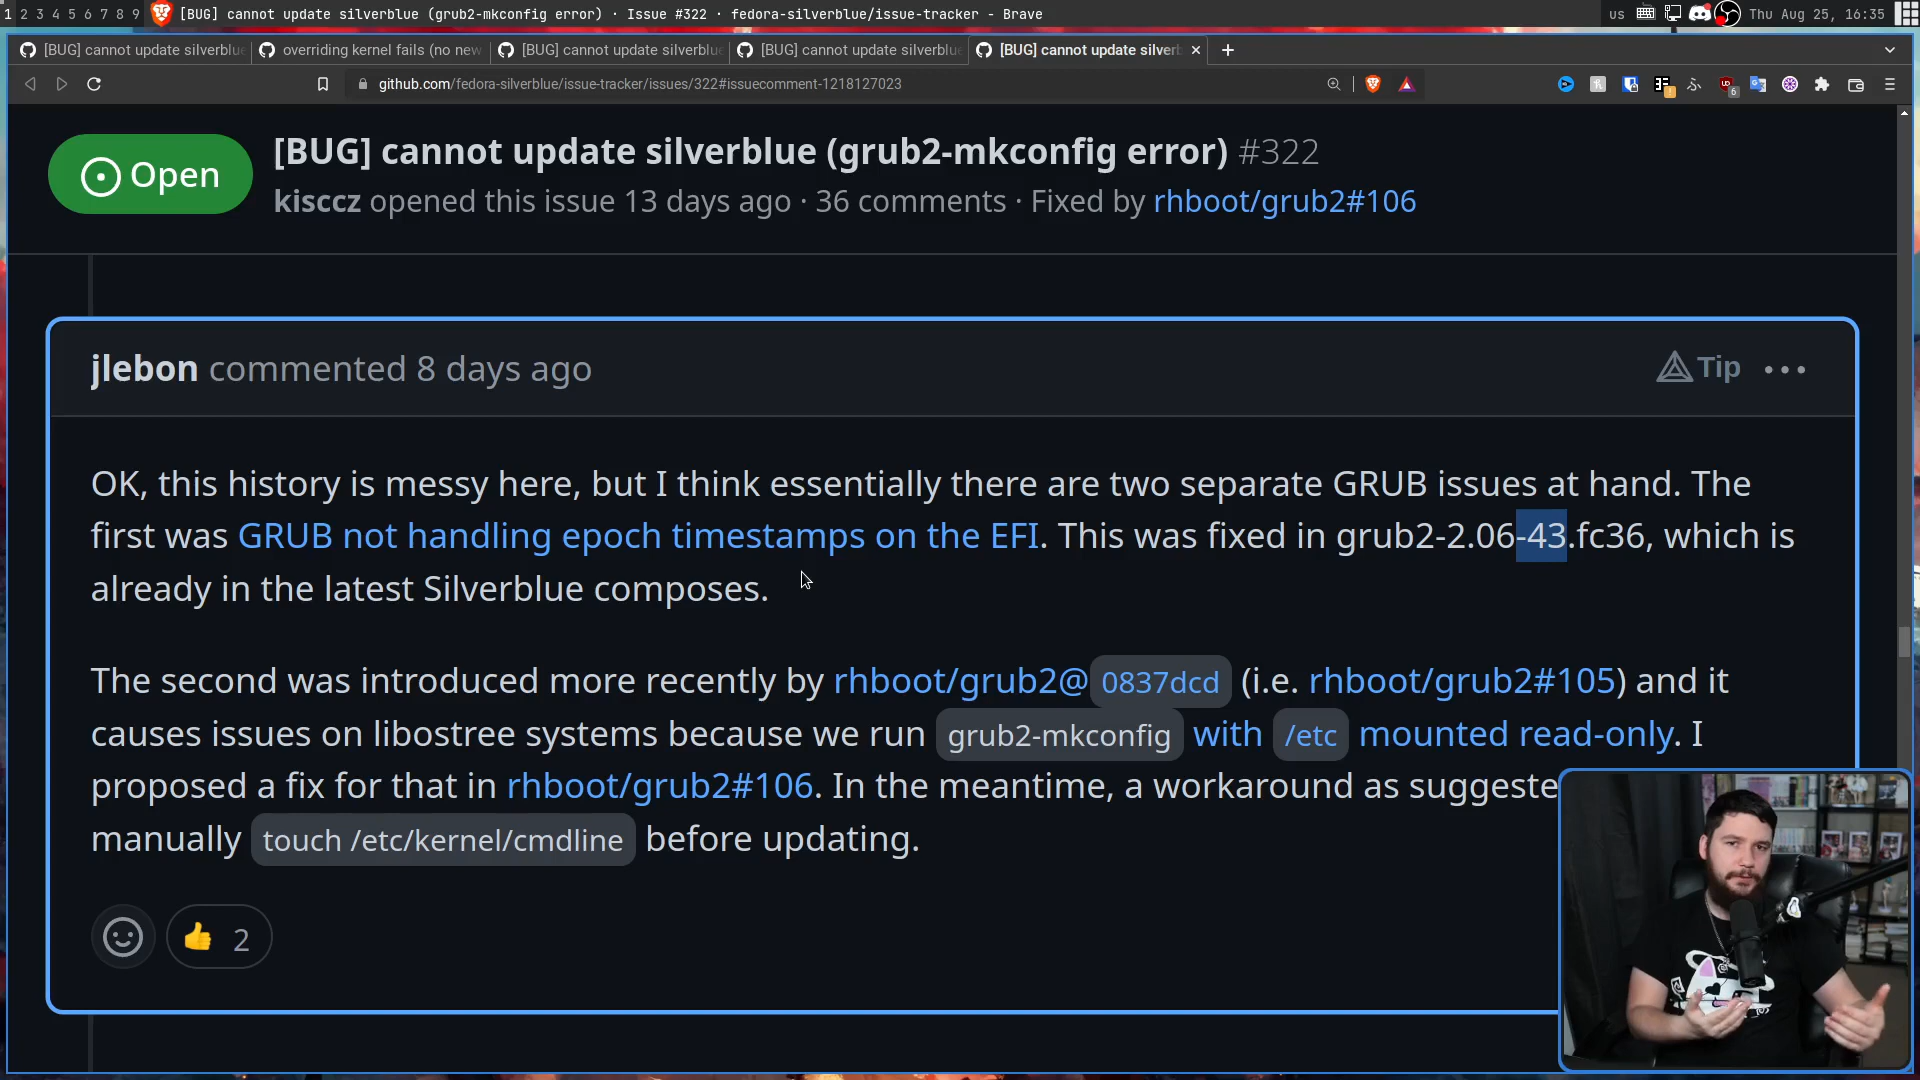 1 2 3 4 5 6 7 8 9 [BUG] cannot update silverblue (grub2-mkconfig error) · Issue #322 · fedora-silverblue/issue-tracker - Brave us Thu Aug 25, 16:35
[BUG] cannot update silverblue overriding kernel fails (no new [BUG] cannot update silverblue [BUG] cannot update silverblue [BUG] cannot update silverb
github.com/fedora-silverblue/issue-tracker/issues/322#issuecomment-1218127023
Open
[BUG] cannot update silverblue (grub2-mkconfig error) #322
kisccz opened this issue 13 days ago · 36 comments · Fixed by rhboot/grub2#106
jlebon commented 8 days ago
Tip
OK, this history is messy here, but I think essentially there are two separate GRUB issues at hand. The
first was GRUB not handling epoch timestamps on the EFI. This was fixed in grub2-2.06-43.fc36, which is
already in the latest Silverblue composes.
The second was introduced more recently by rhboot/grub2@0837dcd (i.e. rhboot/grub2#105) and it
causes issues on libostree systems because we run grub2-mkconfig with /etc mounted read-only. I
proposed a fix for that in rhboot/grub2#106. In the meantime, a workaround as suggeste
manually touch /etc/kernel/cmdline before updating.
👍 2